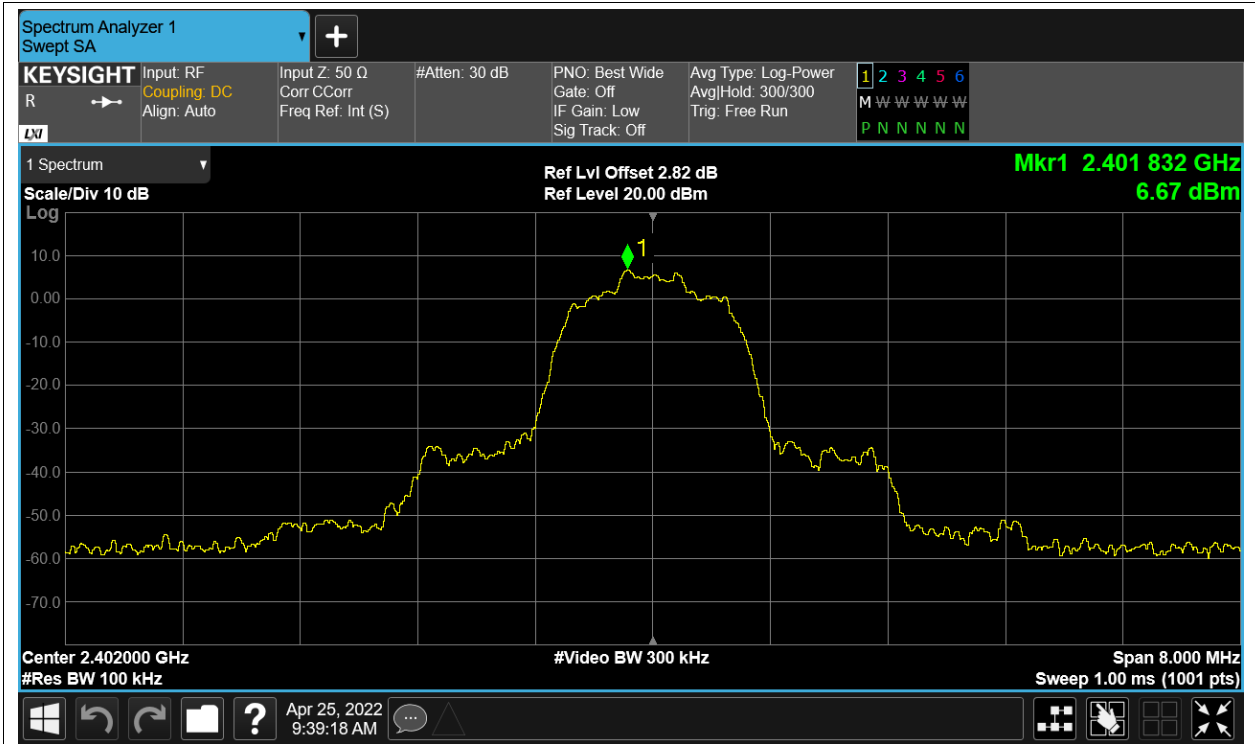 Spectrum Analyzer 1
Swept SA
+
KEYSIGHT
R
LXI
Input: RF
Coupling: DC
Align: Auto
Input Z: 50 Ω
Corr CCorr
Freq Ref: Int (S)
#Atten: 30 dB
PNO: Best Wide
Gate: Off
IF Gain: Low
Sig Track: Off
Avg Type: Log-Power
Avg|Hold: 300/300
Trig: Free Run
1 2 3 4 5 6
M W W W W W
P N N N N N
1 Spectrum
Scale/Div 10 dB
Log
Ref Lvl Offset 2.82 dB
Ref Level 20.00 dBm
Mkr1 2.401 832 GHz
6.67 dBm
1
10.0
0.00
-10.0
-20.0
-30.0
-40.0
-50.0
-60.0
-70.0
Center 2.402000 GHz
#Res BW 100 kHz
#Video BW 300 kHz
Span 8.000 MHz
Sweep 1.00 ms (1001 pts)
?
Apr 25, 2022
9:39:18 AM